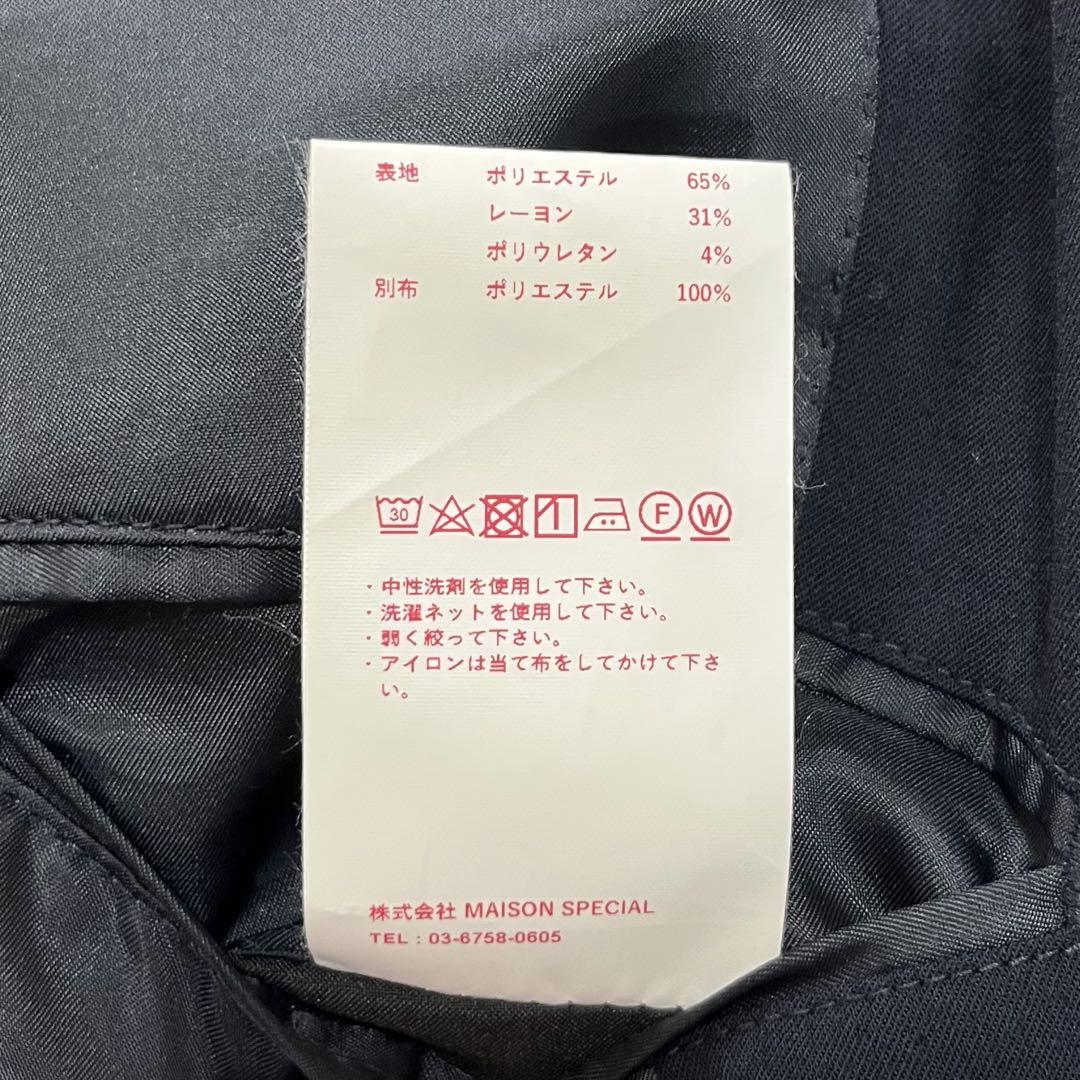 表地 ポリエステル 65%
レーヨン 31%
ポリウレタン 4%
別布 ポリエステル 100%
30 F W
・中性洗剤を使用して下さい。
・洗濯ネットを使用して下さい。
・弱く絞って下さい。
・アイロンは当て布をしてかけて下さ
い。
株式会社 MAISON SPECIAL
TEL : 03-6758-0605